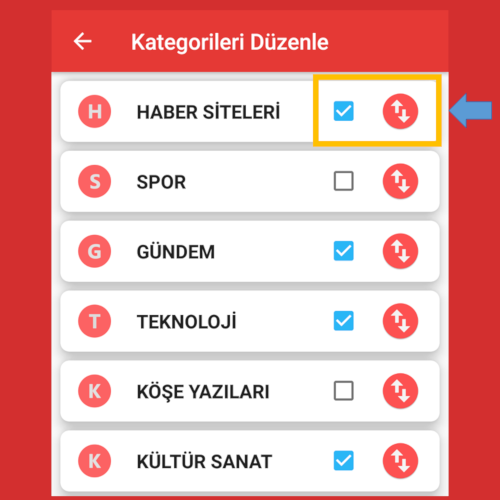 Kategorileri Düzenle
H HABER SİTELERİ
S SPOR
G GÜNDEM
T TEKNOLOJİ
K KÖŞE YAZILARI
K KÜLTÜR SANAT